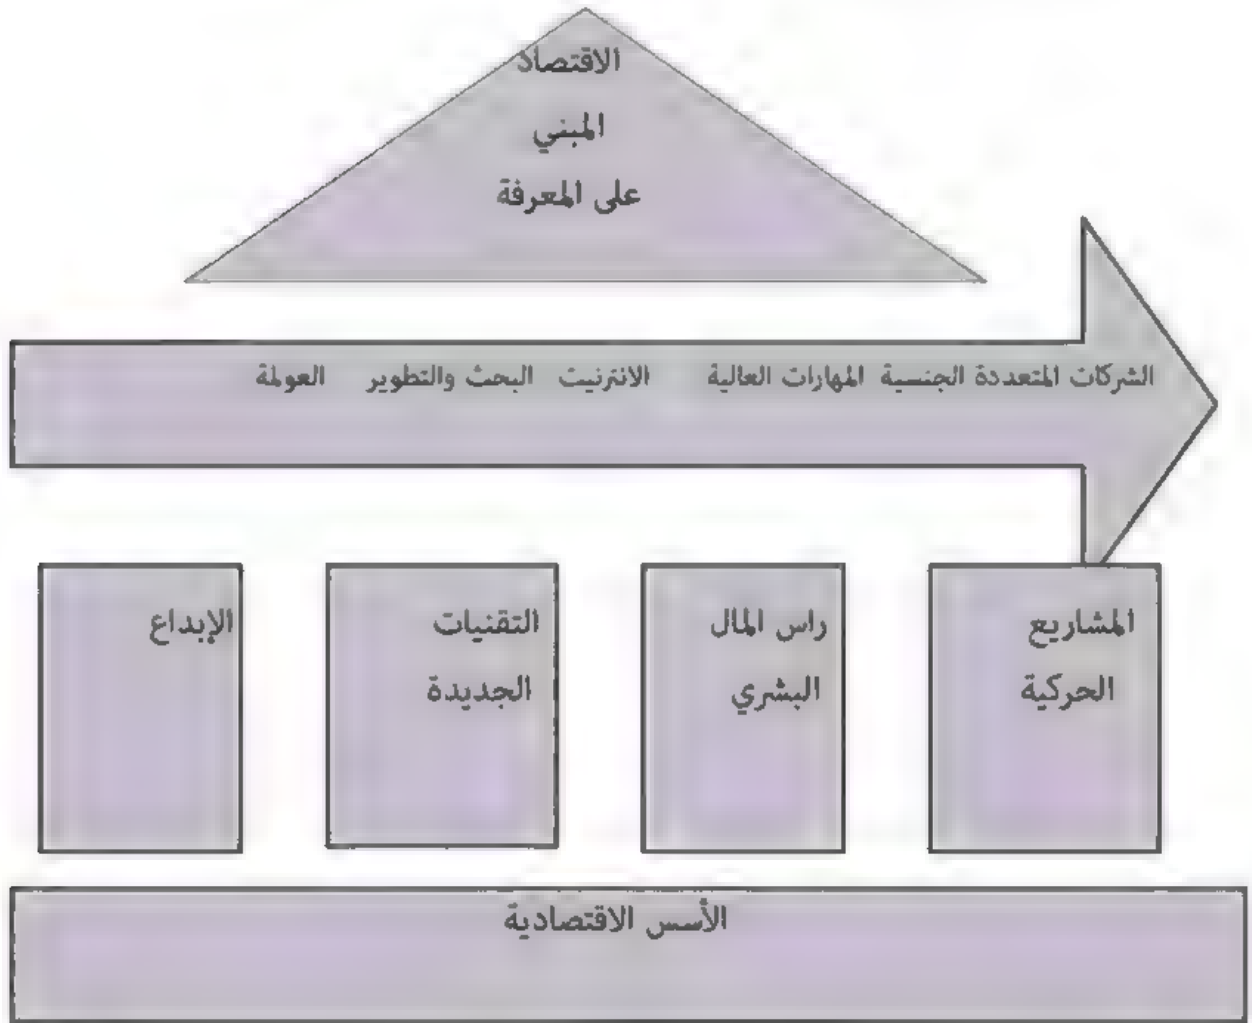 الاقتصاد
المبني
على المعرفة
الشركات المتعددة الجنسية المهارات العالية الانترنيت البحث والتطوير العولمة
المشاريع
الحركية
راس المال
البشري
التقنيات
الجديدة
الإبداع
الأسس الاقتصادية